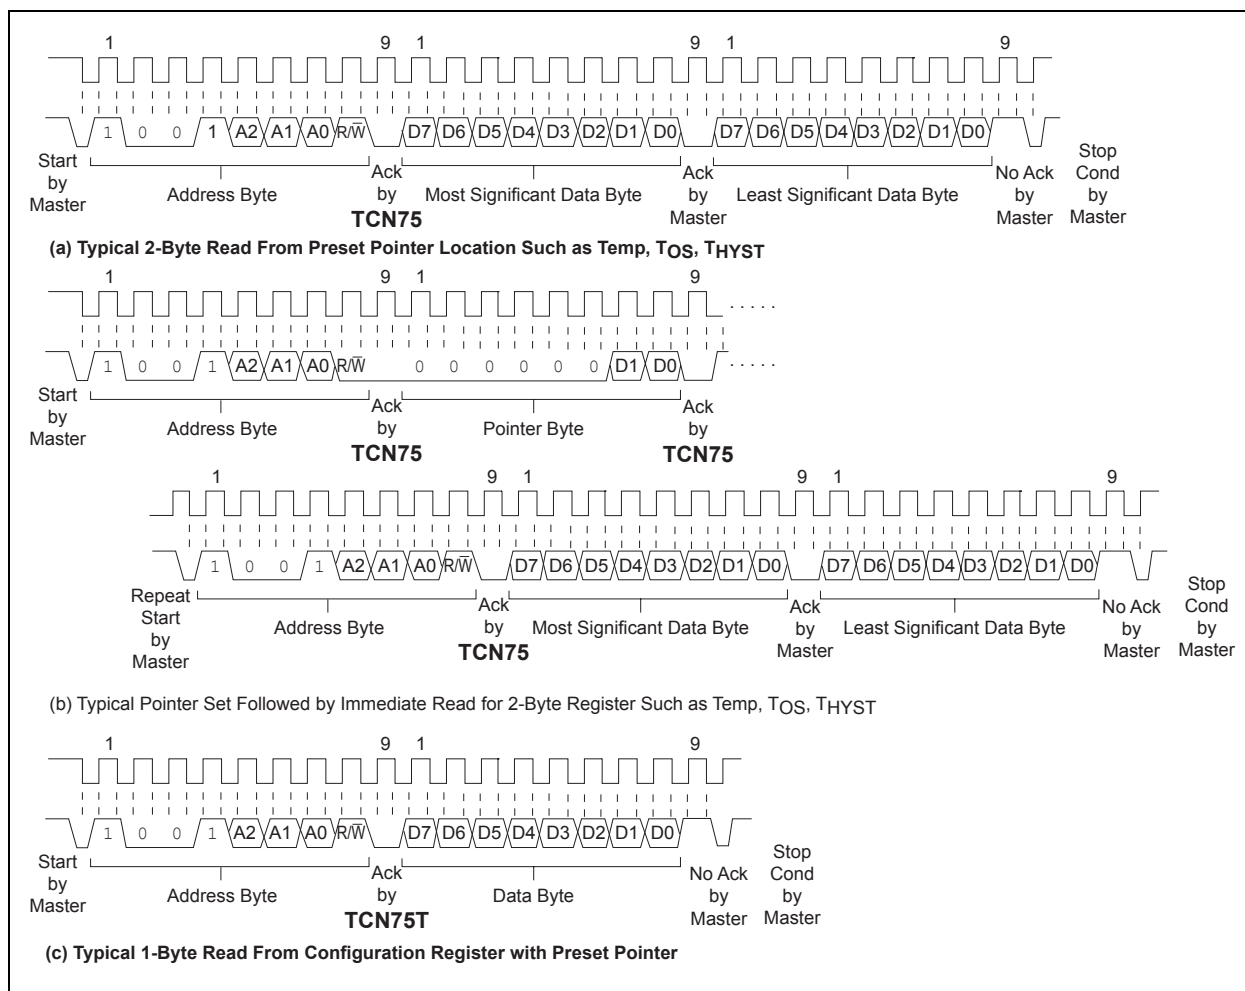 1 9 1 9 1 9
1 0 0 1 A2 A1 A0 R/W̅ D7 D6 D5 D4 D3 D2 D1 D0 D7 D6 D5 D4 D3 D2 D1 D0
Start
by
Master
Address Byte
Ack
by
TCN75
Most Significant Data Byte
Ack
by
Master
Least Significant Data Byte
No Ack
by
Master
Stop
Cond
by
Master
(a) Typical 2-Byte Read From Preset Pointer Location Such as Temp, TOS, THYST
1 9 1 9
. . . . .
1 0 0 1 A2 A1 A0 R/W̅ 0 0 0 0 0 0 D1 D0
. . . . .
Start
by
Master
Address Byte
Ack
by
TCN75
Pointer Byte
Ack
by
TCN75
1 9 1 9 1 9
1 0 0 1 A2 A1 A0 R/W̅ D7 D6 D5 D4 D3 D2 D1 D0 D7 D6 D5 D4 D3 D2 D1 D0
Repeat
Start
by
Master
Address Byte
Ack
by
TCN75
Most Significant Data Byte
Ack
by
Master
Least Significant Data Byte
No Ack
by
Master
Stop
Cond
by
Master
(b) Typical Pointer Set Followed by Immediate Read for 2-Byte Register Such as Temp, TOS, THYST
1 9 1 9
1 0 0 1 A2 A1 A0 R/W̅ D7 D6 D5 D4 D3 D2 D1 D0
Start
by
Master
Address Byte
Ack
by
TCN75T
Data Byte
No Ack
by
Master
Stop
Cond
by
Master
(c) Typical 1-Byte Read From Configuration Register with Preset Pointer